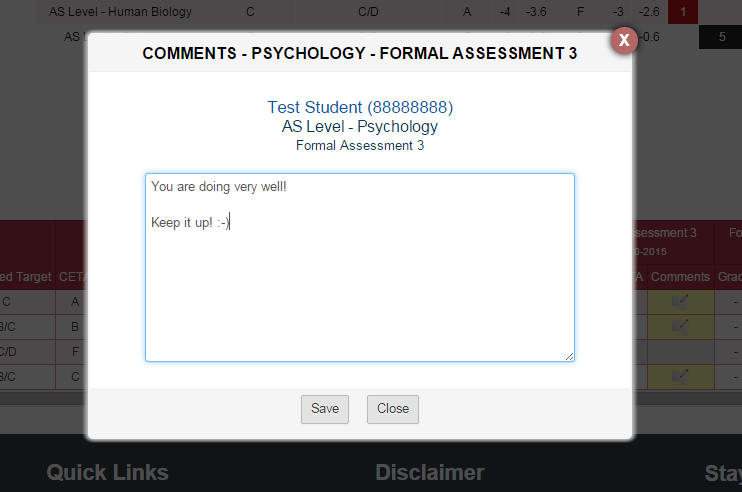 AS Level - Human Biology C C/D A -4 -3.6 F -3 -2.6 1
AS -0.6 5
X
COMMENTS - PSYCHOLOGY - FORMAL ASSESSMENT 3
Test Student (88888888)
AS Level - Psychology
Formal Assessment 3
You are doing very well!
Keep it up! :-)
Save Close
ssessment 3 Fo
0-2015
ed Target CETA A Comments Grad
C A -
B/C B -
C/D F -
B/C C -
Quick Links Disclaimer Stay